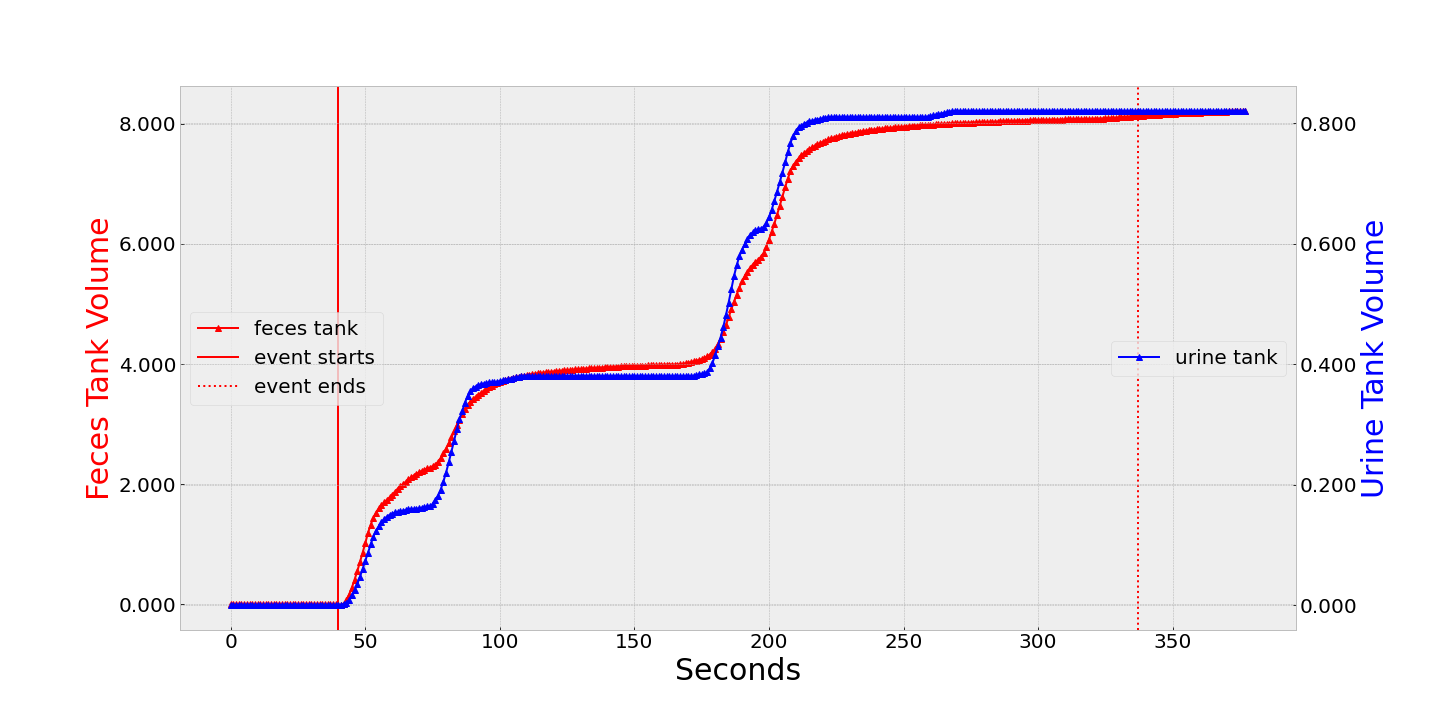 Feces Tank Volume
8.000
6.000
4.000
2.000
0.000
feces tank
event starts
event ends
0.800
0.600
0.400
0.200
0.000
Urine Tank Volume
urine tank
0 50 100 150 200 250 300 350
Seconds